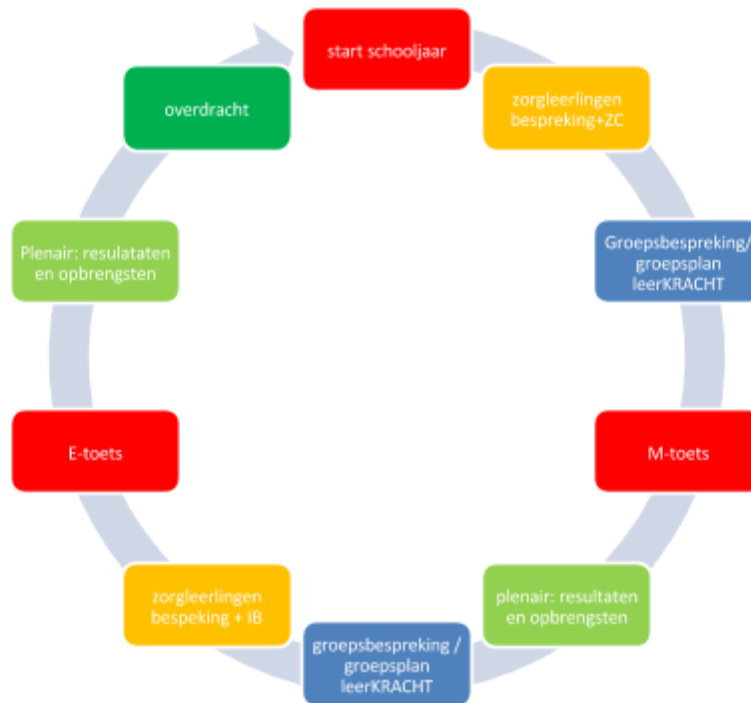 start schooljaar
zorgleerlingen
bespreking+ZC
Groepsbespreking/
groepsplan
leerKRACHT
M-toets
plenair: resultaten
en opbrengsten
groepsbespreking /
groepsplan
leerKRACHT
zorgleerlingen
bespeking + IB
E-toets
Plenair: resulataten
en opbrengsten
overdracht